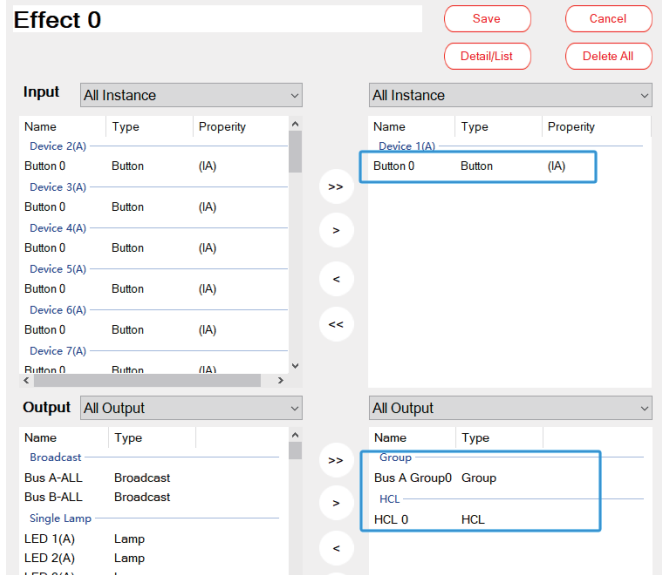 Effect 0
Save
Cancel
Detail/List
Delete All
Input
All Instance
Name Type Properity
Device 2(A)
Button 0 Button (IA)
Device 3(A)
Button 0 Button (IA)
Device 4(A)
Button 0 Button (IA)
Device 5(A)
Button 0 Button (IA)
Device 6(A)
Button 0 Button (IA)
Device 7(A)
Button 0 Button (IA)
>>
>
<
<<
All Instance
Name Type Properity
Device 1(A)
Button 0 Button (IA)
Output
All Output
Name Type
Broadcast
Bus A-ALL Broadcast
Bus B-ALL Broadcast
Single Lamp
LED 1(A) Lamp
LED 2(A) Lamp
>>
>
<
All Output
Name Type
Group
Bus A Group0 Group
HCL
HCL 0 HCL